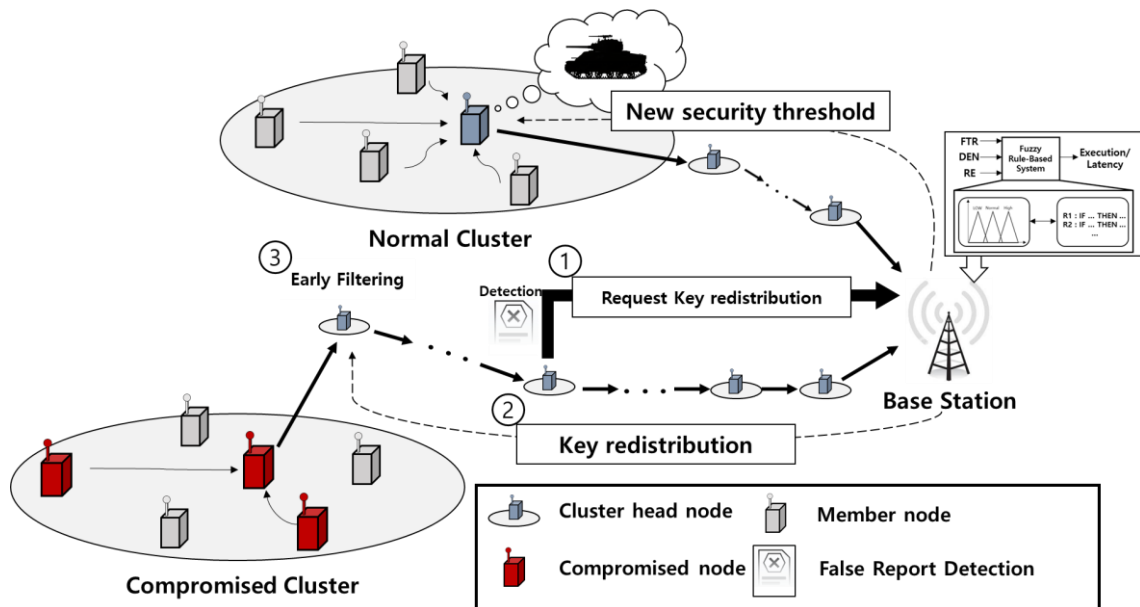 New security threshold
FTR
DEN
RE
Fuzzy
Rule-Based
System
Execution/
Latency
LOW Normal High
R1 : IF ... THEN ...
R2 : IF ... THEN ...
...
Normal Cluster
3
Early Filtering
1
Detection
Request Key redistribution
Base Station
2
Key redistribution
Compromised Cluster
Cluster head node
Member node
Compromised node
False Report Detection